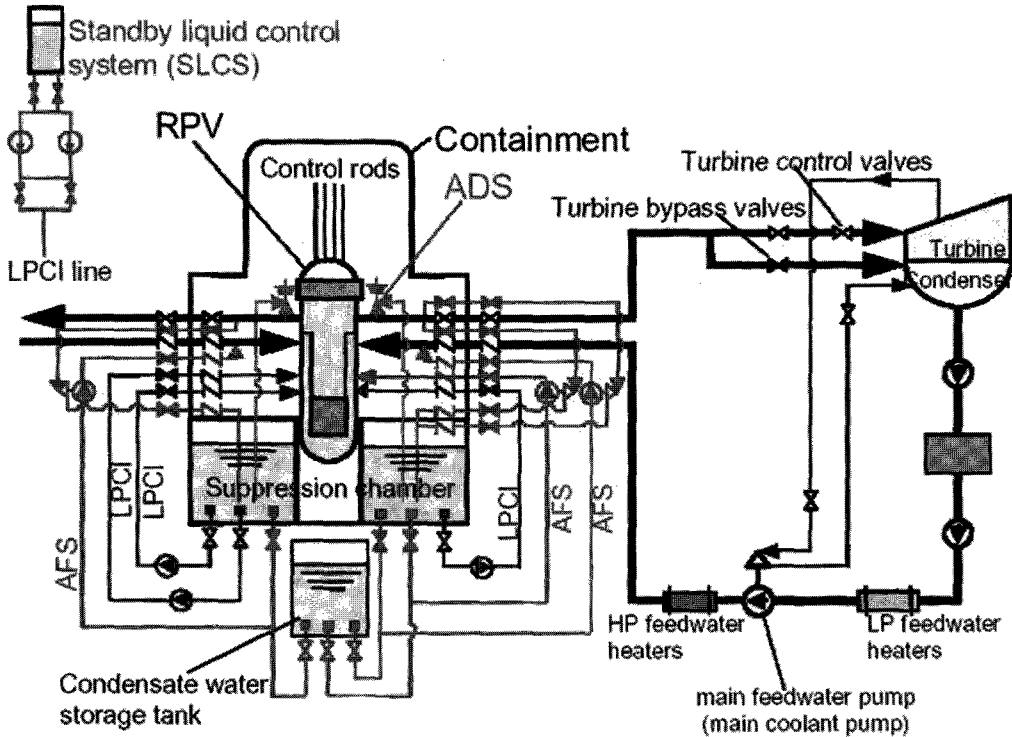 Standby liquid control
system (SLCS)
RPV
Containment
Control rods
ADS
Turbine control valves
Turbine bypass valves
LPCI line
Turbine
Condenser
Suppression chamber
LPCI
LPCI
AFS
LPCI
AFS
AFS
HP feedwater
heaters
LP feedwater
heaters
Condensate water
storage tank
main feedwater pump
(main coolant pump)